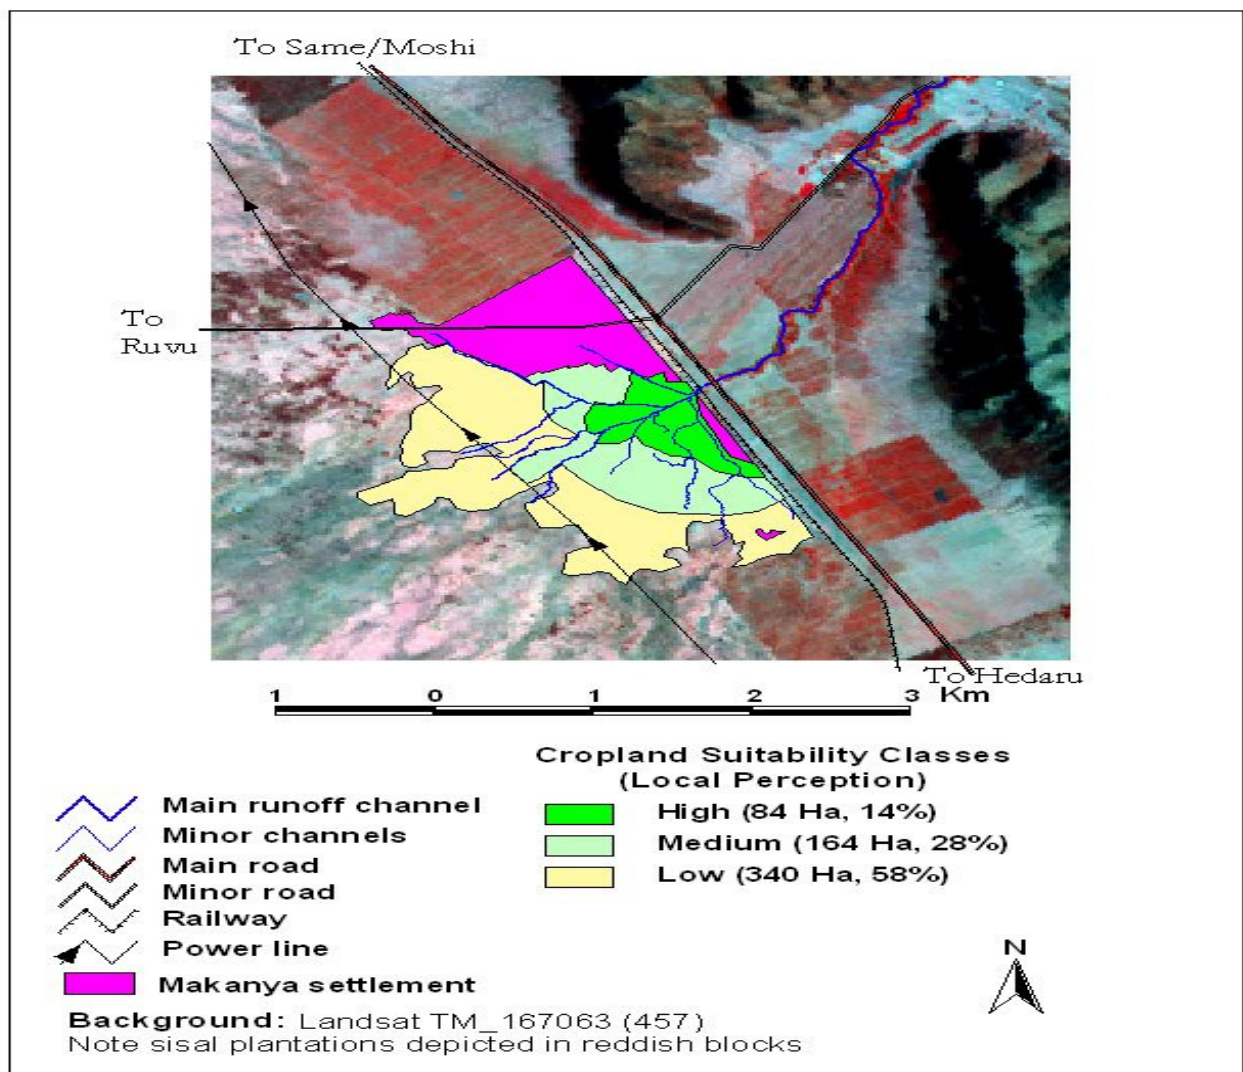 To Same/Moshi
To
Ruvu
To Hedaru
1 0 1 2 3 Km
Cropland Suitability Classes
(Local Perception)
Main runoff channel
High (84 Ha, 14%)
Minor channels
Medium (164 Ha, 28%)
Main road
Low (340 Ha, 58%)
Minor road
Railway
Power line
N
Makanya settlement
Background: Landsat TM_167063 (457)
Note sisal plantations depicted in reddish blocks